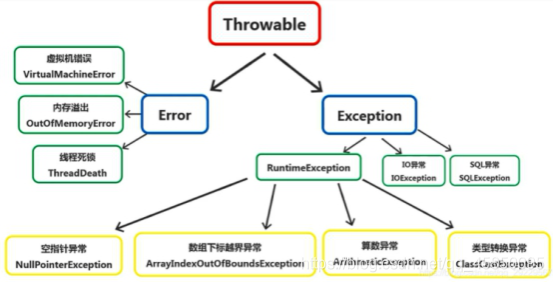 Throwable
虚拟机错误
VirtualMachineError
内存溢出
OutOfMemoryError
线程死锁
ThreadDeath
Error
Exception
RuntimeException
IO异常
IOException
SQL异常
SQLException
空指针异常
NullPointerException
数组下标越界异常
ArrayIndexOutOfBoundsException
算数异常
ArithmeticException
类型转换异常
ClassCastException